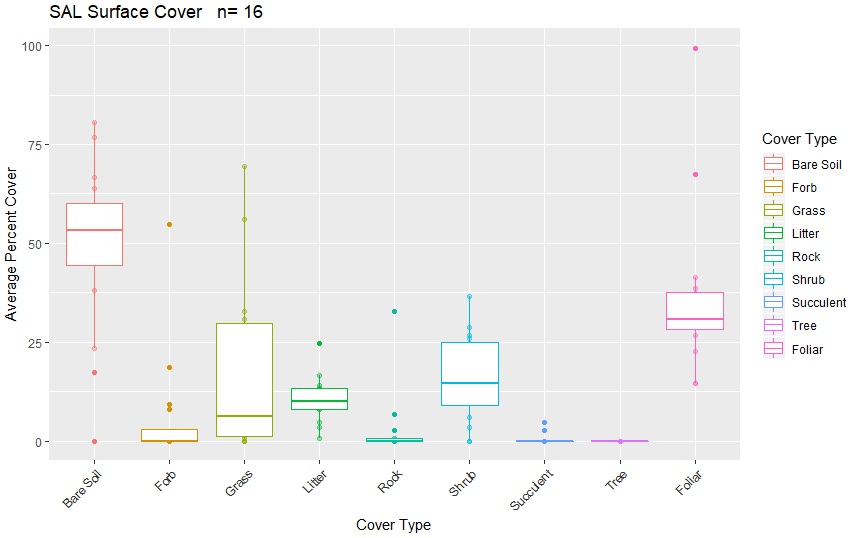 SAL Surface Cover   n= 16
Average Percent Cover
100
75
50
25
0
Bare Soil
Forb
Grass
Litter
Rock
Shrub
Succulent
Tree
Foliar
Cover Type
Cover Type
Bare Soil
Forb
Grass
Litter
Rock
Shrub
Succulent
Tree
Foliar